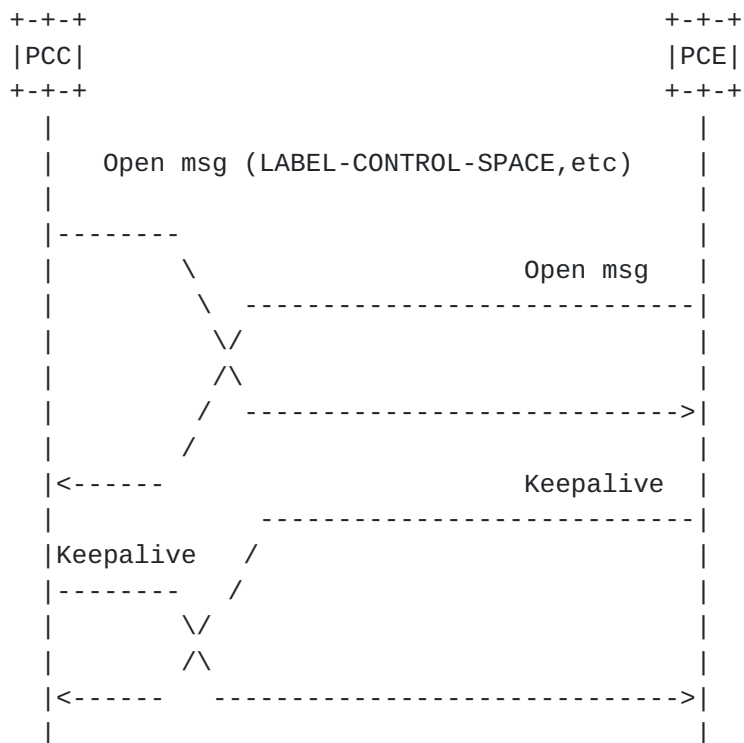 +-+-+                                     +-+-+
|PCC|                                     |PCE|
+-+-+                                     +-+-+
  |                                          |
  |   Open msg (LABEL-CONTROL-SPACE,etc)     |
  |                                          |
  |--------                                  |
  |        \                     Open msg    |
  |         \  -----------------------------|
  |          \/                              |
  |          /\                              |
  |         /  ---------------------------->|
  |        /                                 |
  |<------                       Keepalive   |
  |             ----------------------------|
  |Keepalive   /                             |
  |--------   /                              |
  |        \/                                |
  |        /\                                |
  |<------   ------------------------------>|
  |                                          |